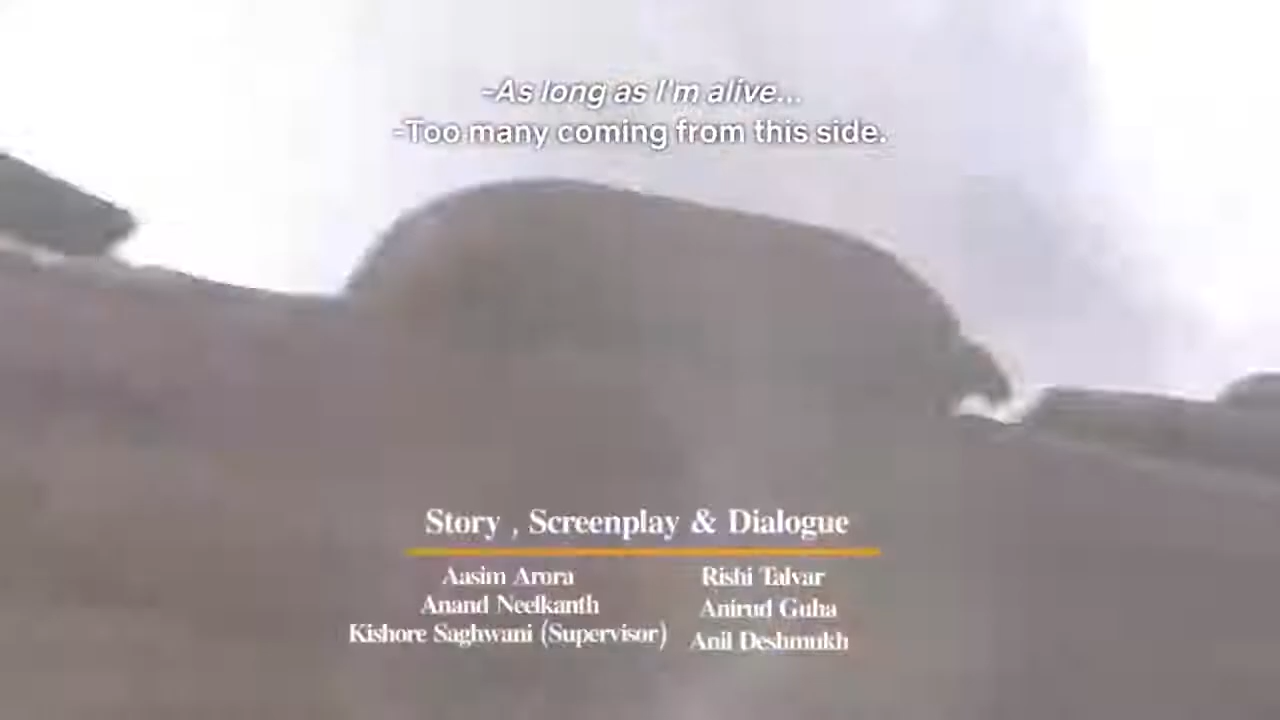 -As long as I'm alive...
-Too many coming from this side.
Story , Screenplay & Dialogue
Aasim Arora
Anand Neelkanth
Kishore Saghwani (Supervisor)
Rishi Talvar
Anirud Guha
Anil Deshmukh